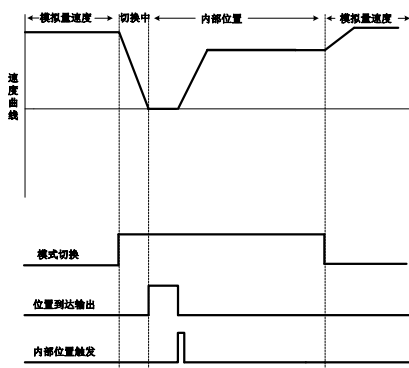 模拟量速度
切换中
内部位置
模拟量速度
速度曲线
模式切换
位置到达输出
内部位置触发